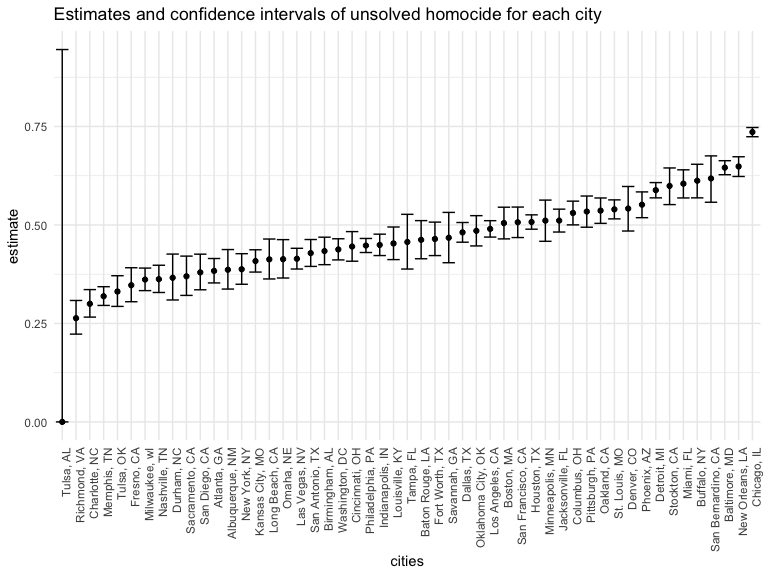 Estimates and confidence intervals of unsolved homocide for each city
estimate
0.75
0.50
0.25
0.00
Tulsa, AL
Richmond, VA
Charlotte, NC
Memphis, TN
Tulsa, OK
Fresno, CA
Milwaukee, wI
Nashville, TN
Durham, NC
Sacramento, CA
San Diego, CA
Atlanta, GA
Albuquerque, NM
New York, NY
Kansas City, MO
Long Beach, CA
Omaha, NE
Las Vegas, NV
San Antonio, TX
Birmingham, AL
Washington, DC
Cincinnati, OH
Philadelphia, PA
Indianapolis, IN
Louisville, KY
Tampa, FL
Baton Rouge, LA
Fort Worth, TX
Savannah, GA
Dallas, TX
Oklahoma City, OK
Los Angeles, CA
Boston, MA
San Francisco, CA
Houston, TX
Minneapolis, MN
Jacksonville, FL
Columbus, OH
Pittsburgh, PA
Oakland, CA
St. Louis, MO
Denver, CO
Phoenix, AZ
Detroit, MI
Stockton, CA
Miami, FL
Buffalo, NY
San Bernardino, CA
Baltimore, MD
New Orleans, LA
Chicago, IL
cities